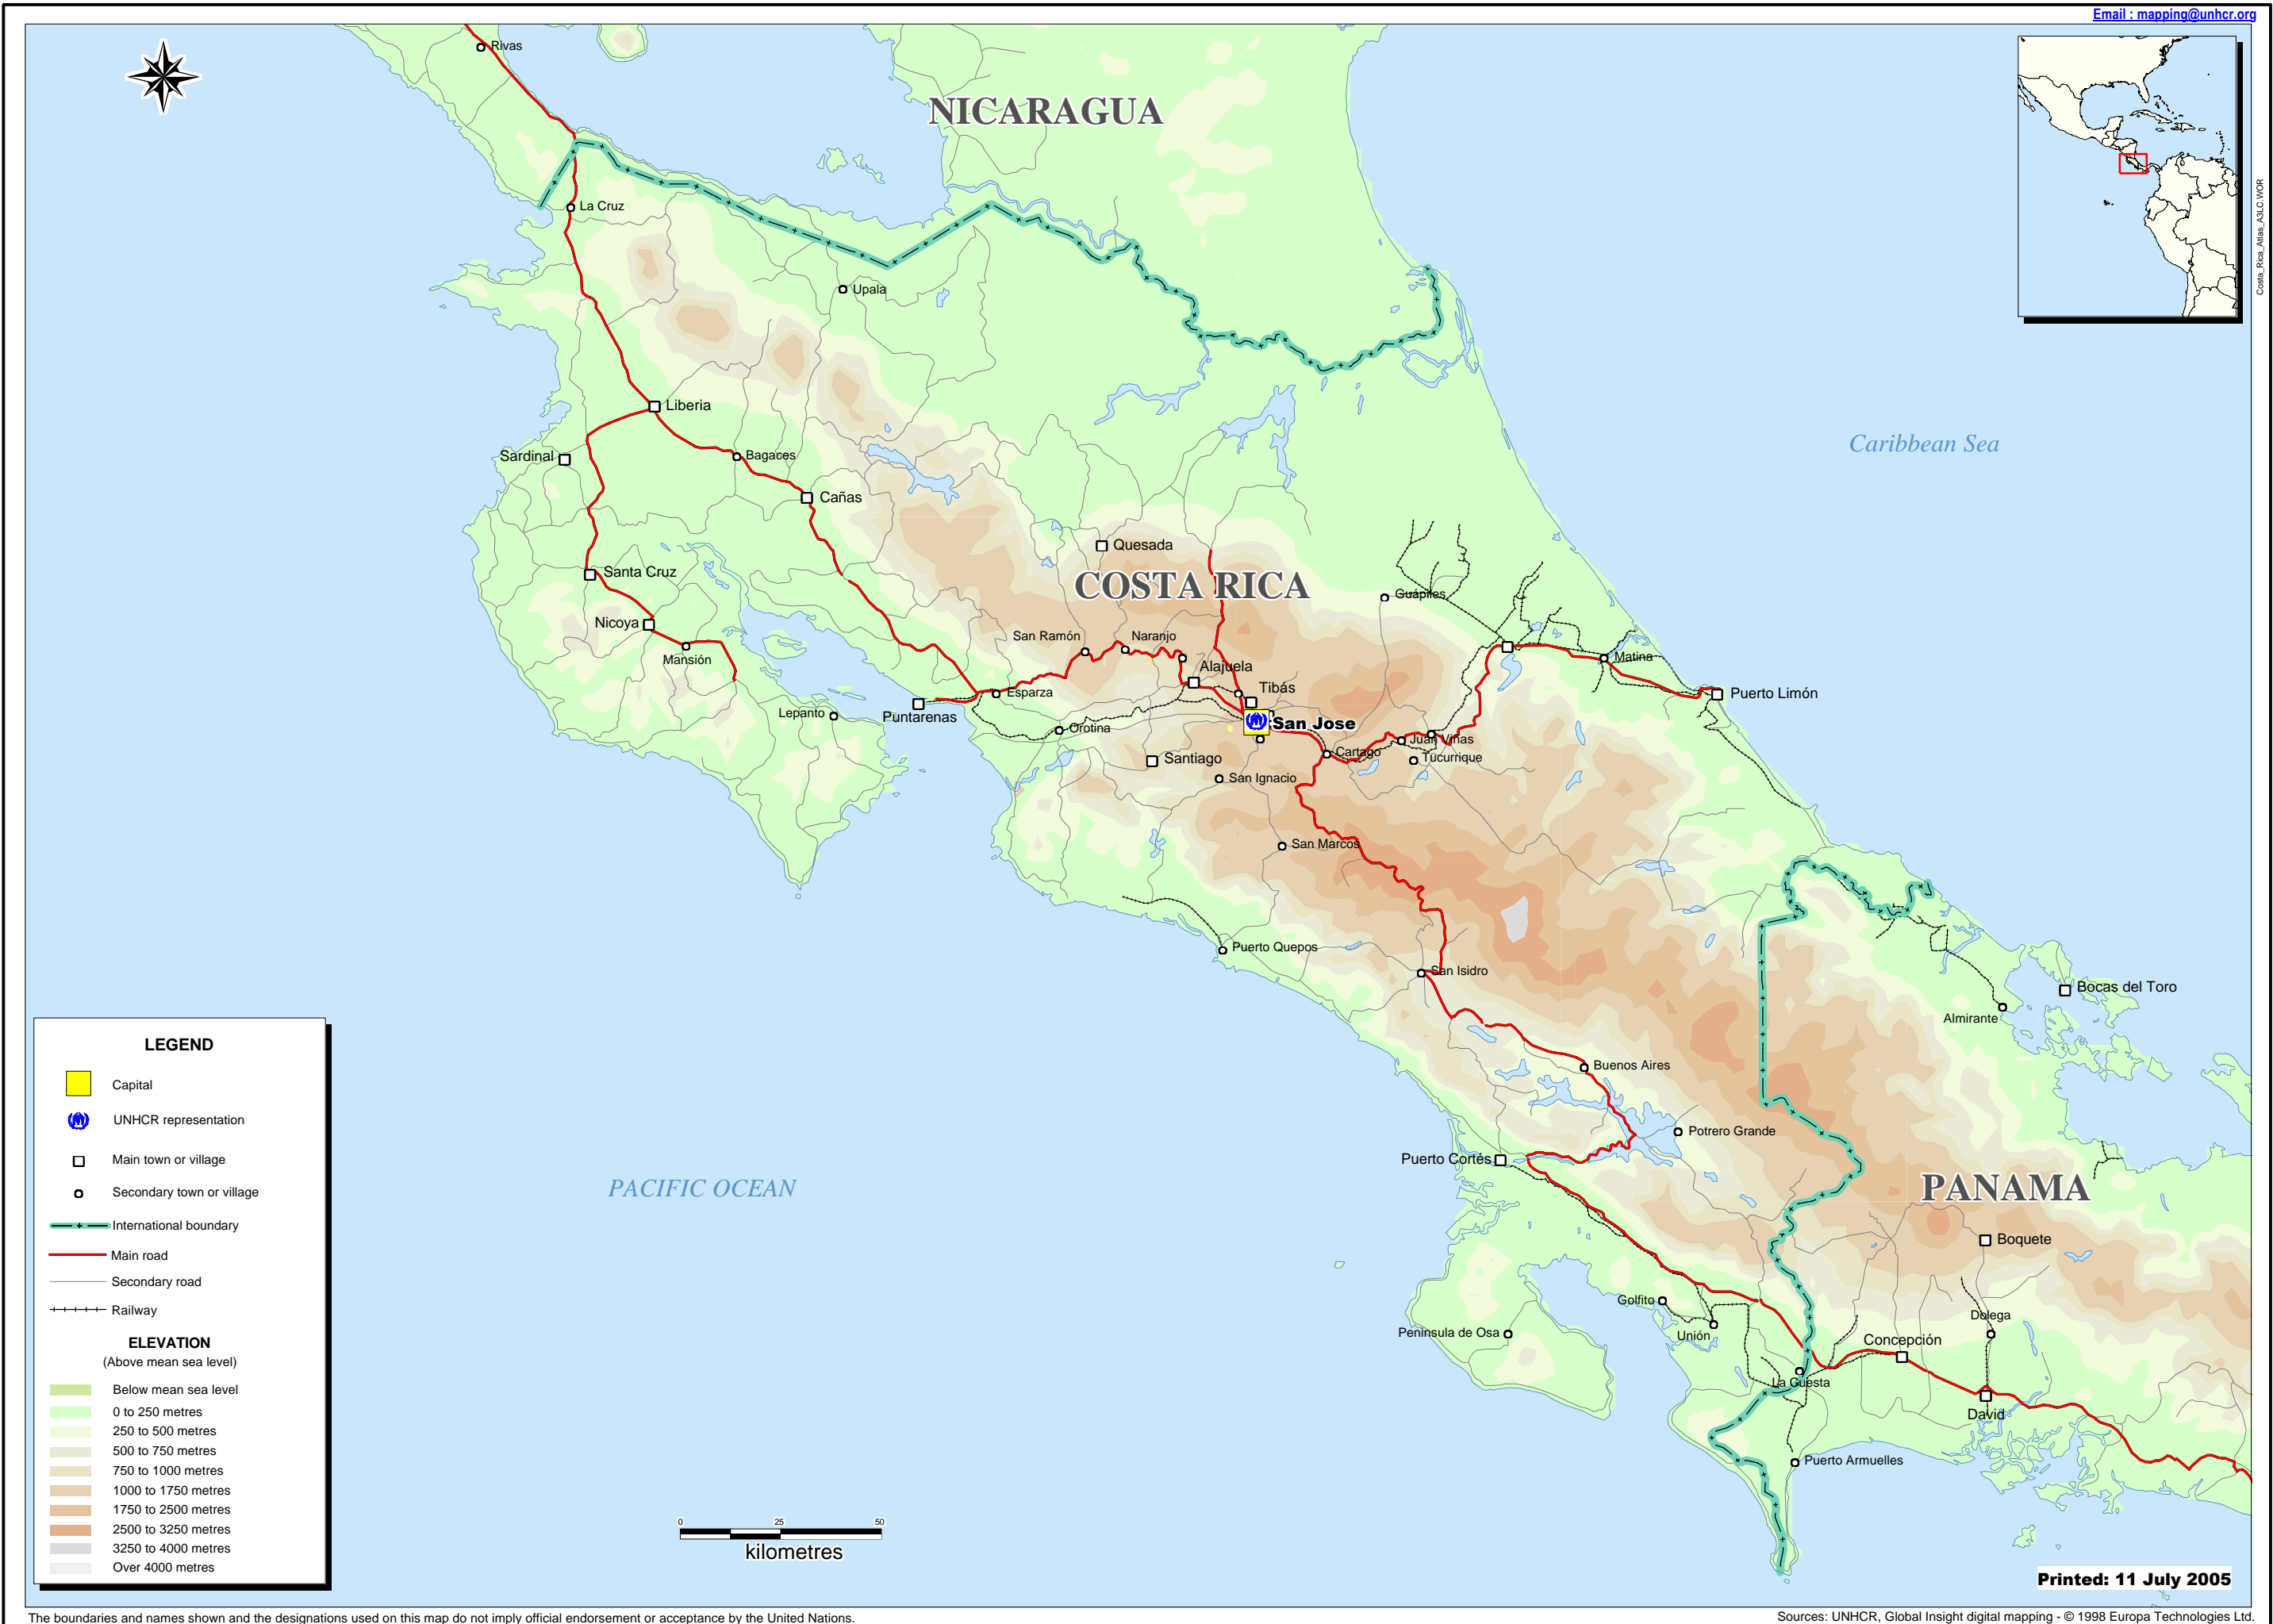 Email : mapping@unhcr.org
Costa_Rica_Atlas_A3LC.WOR
Rivas
NICARAGUA
La Cruz
Upala
Liberia
Caribbean Sea
Sardinal
Bagaces
Cañas
Quesada
COSTA RICA
Santa Cruz
Guápiles
Nicoya
San Ramón
Naranjo
Mansión
Matina
Alajuela
Esparza
Tibás
Puerto Limón
Lepanto
Puntarenas
San Jose
Orotina
Juan Viñas
Cartago
Santiago
Tucurrique
San Ignacio
San Marcos
Puerto Quepos
San Isidro
Bocas del Toro
Almirante
Buenos Aires
Potrero Grande
Puerto Cortés
PACIFIC OCEAN
PANAMA
Boquete
Golfito
Dolega
Peninsula de Osa
Unión
Concepción
La Cuesta
David
Puerto Armuelles
LEGEND
Capital
UNHCR representation
Main town or village
Secondary town or village
International boundary
Main road
Secondary road
Railway
ELEVATION
(Above mean sea level)
Below mean sea level
0 to 250 metres
250 to 500 metres
500 to 750 metres
750 to 1000 metres
1000 to 1750 metres
1750 to 2500 metres
2500 to 3250 metres
3250 to 4000 metres
Over 4000 metres
0 25 50
kilometres
Printed: 11 July 2005
The boundaries and names shown and the designations used on this map do not imply official endorsement or acceptance by the United Nations.
Sources: UNHCR, Global Insight digital mapping - © 1998 Europa Technologies Ltd.